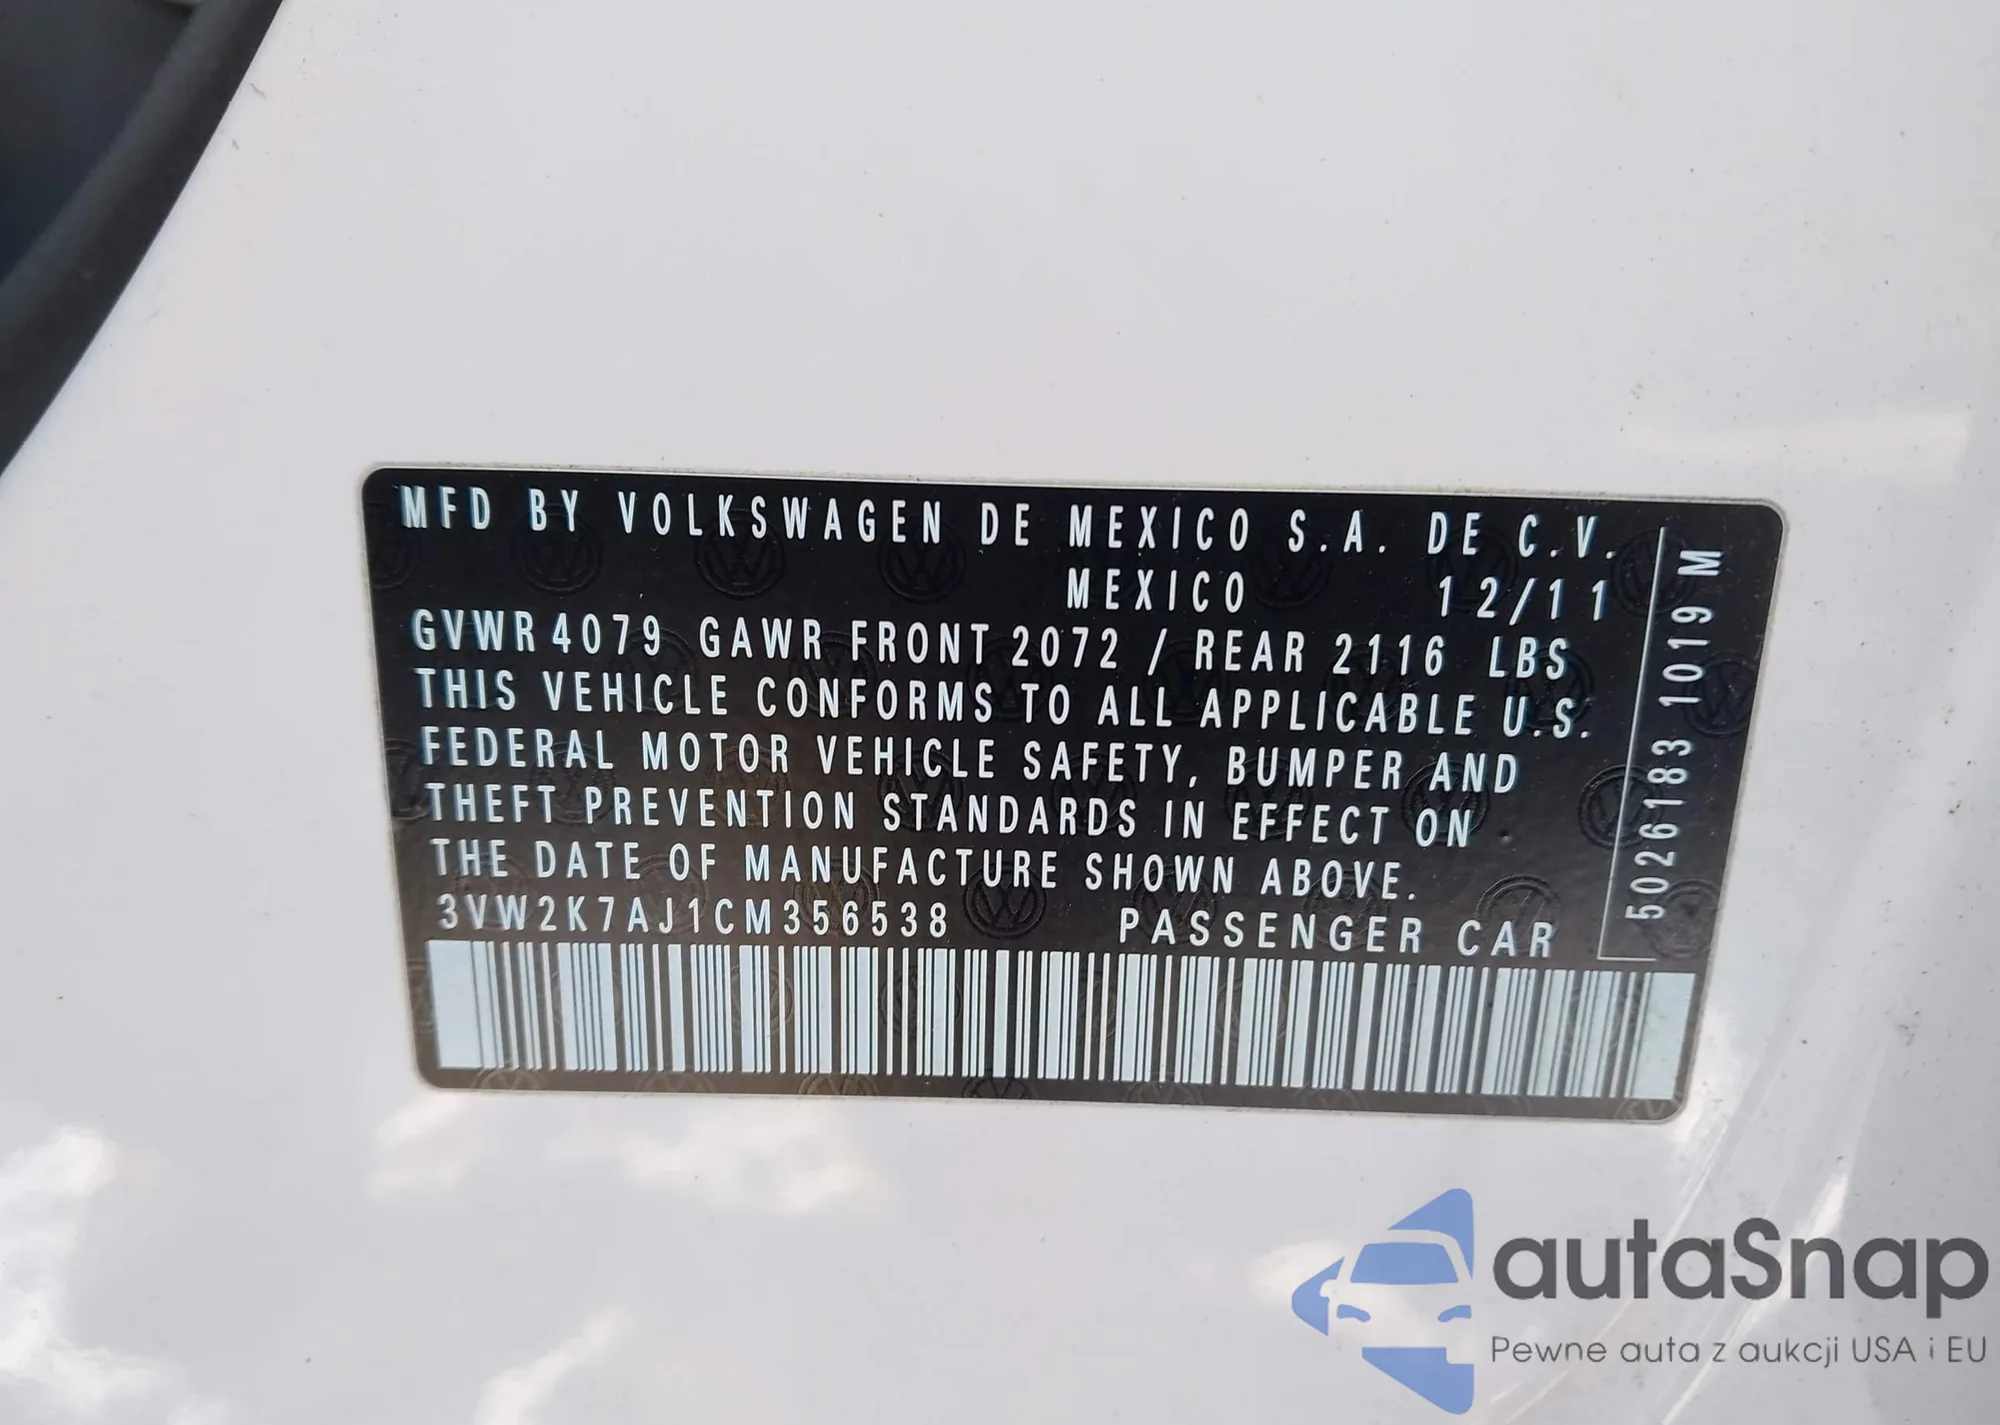 MFD BY VOLKSWAGEN DE MEXICO S.A. DE C.V.
MEXICO 12/11
GVWR 4079 GAWR FRONT 2072 / REAR 2116 LBS
THIS VEHICLE CONFORMS TO ALL APPLICABLE U.S.
FEDERAL MOTOR VEHICLE SAFETY, BUMPER AND
THEFT PREVENTION STANDARDS IN EFFECT ON
THE DATE OF MANUFACTURE SHOWN ABOVE.
3VW2K7AJ1CM356538 PASSENGER CAR
5026183 1019 M
autaSnap
Pewne auta z aukcji USA i EU